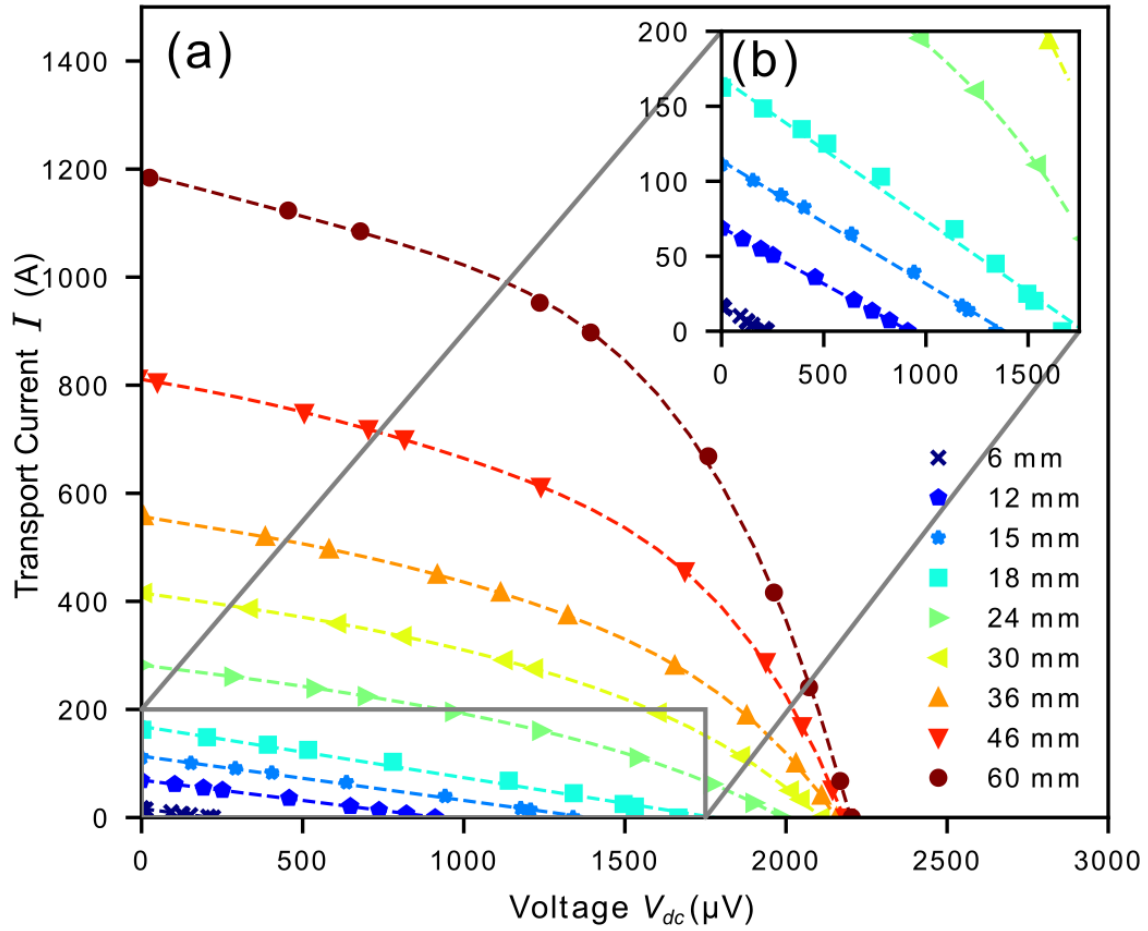 (a)
(b)
1400
1200
1000
800
600
400
200
0
Transport Current I (A)
200
150
100
50
0
0 500 1000 1500
6 mm
12 mm
15 mm
18 mm
24 mm
30 mm
36 mm
46 mm
60 mm
0 500 1000 1500 2000 2500 3000
Voltage Vdc(μV)